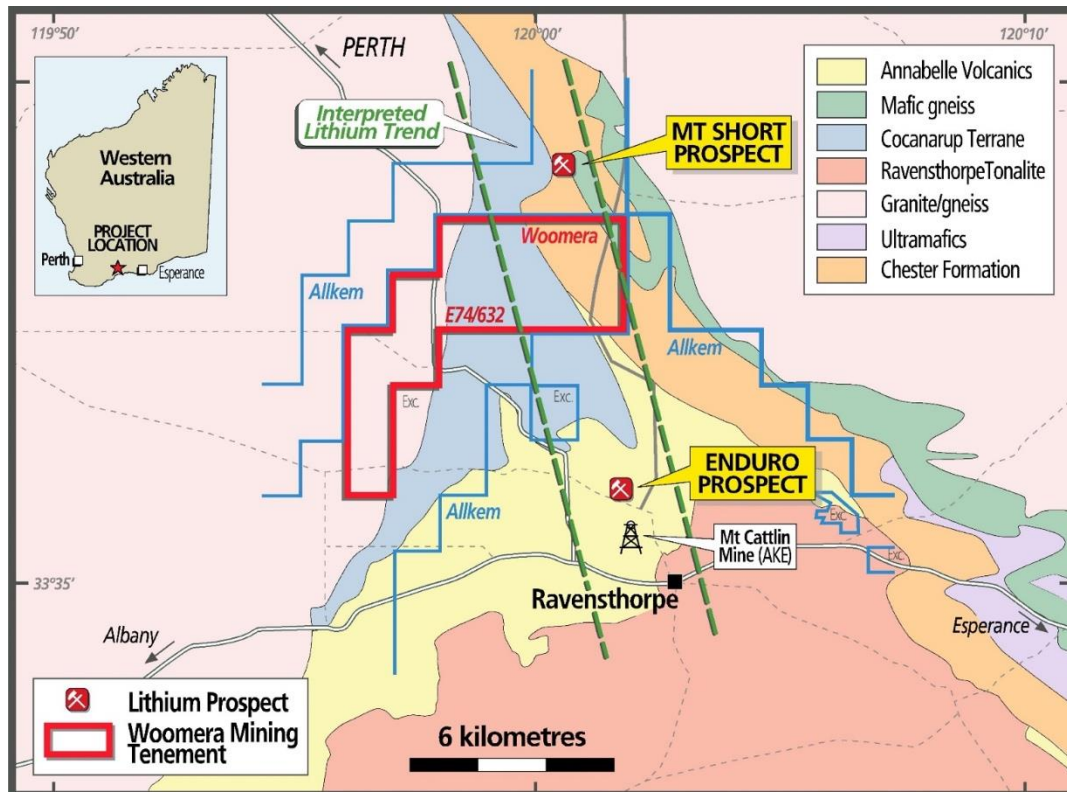 119°50'
120°00'
120°10'
PERTH
Western
Australia
PROJECT
LOCATION
Perth
Esperance
Interpreted
Lithium Trend
MT SHORT
PROSPECT
Annabelle Volcanics
Mafic gneiss
Cocanarup Terrane
RavensthorpeTonalite
Granite/gneiss
Ultramafics
Chester Formation
Woomera
Allkem
E74/632
Allkem
Exc.
Exc.
ENDURO
PROSPECT
Allkem
Exc.
Mt Cattlin
Mine (AKE)
Exc.
33°35'
Ravensthorpe
Albany
Esperance
Lithium Prospect
Woomera Mining
Tenement
6 kilometres